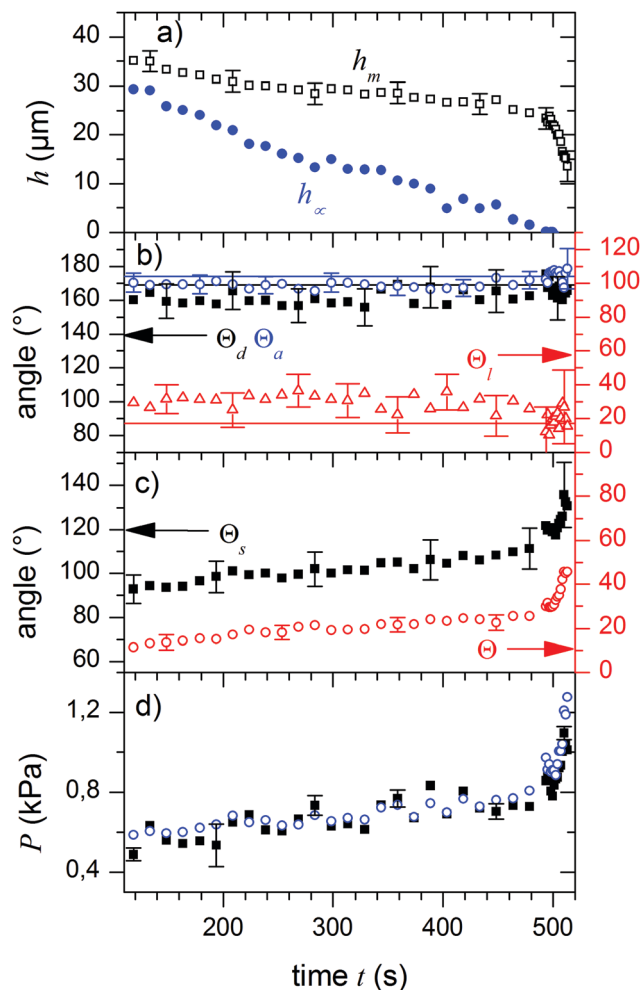 a)
40
30
20
10
0
h (μm)
h_m
h_∝
b)
180
160
140
120
100
80
angle (°)
Θ_d Θ_a
Θ_l
120
100
80
60
40
20
0
c)
140
120
100
80
60
angle (°)
Θ_s
Θ
80
60
40
20
0
d)
1,2
0,8
0,4
P (kPa)
200 300 400 500
time t (s)